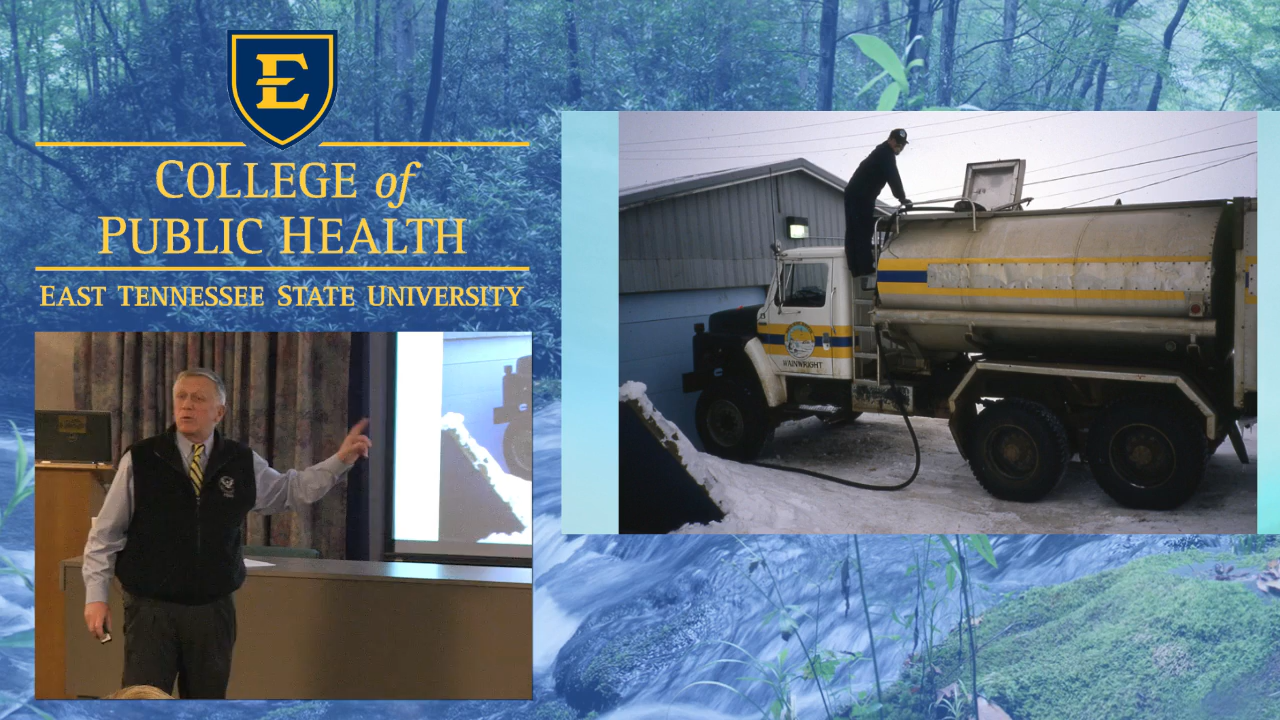 E
COLLEGE of
PUBLIC HEALTH
EAST TENNESSEE STATE UNIVERSITY
WAINWRIGHT